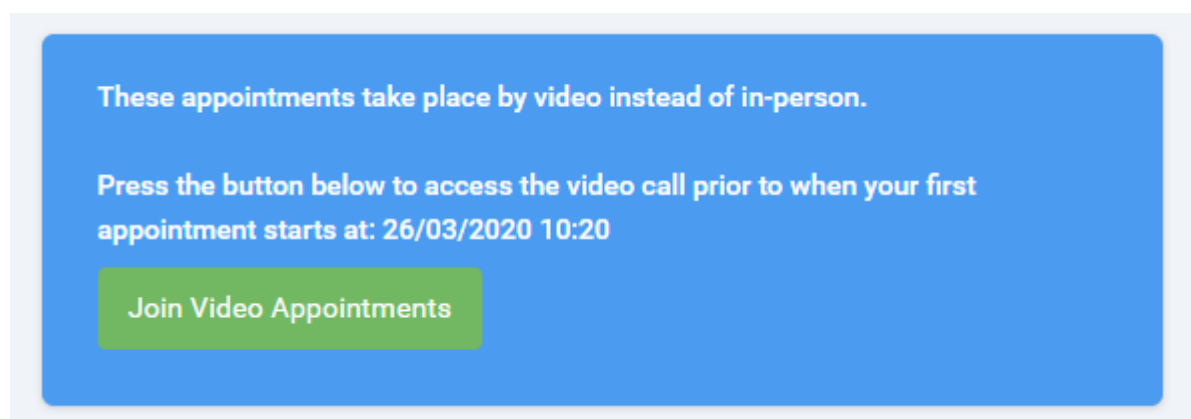 These appointments take place by video instead of in-person.
Press the button below to access the video call prior to when your first
appointment starts at: 26/03/2020 10:20
Join Video Appointments